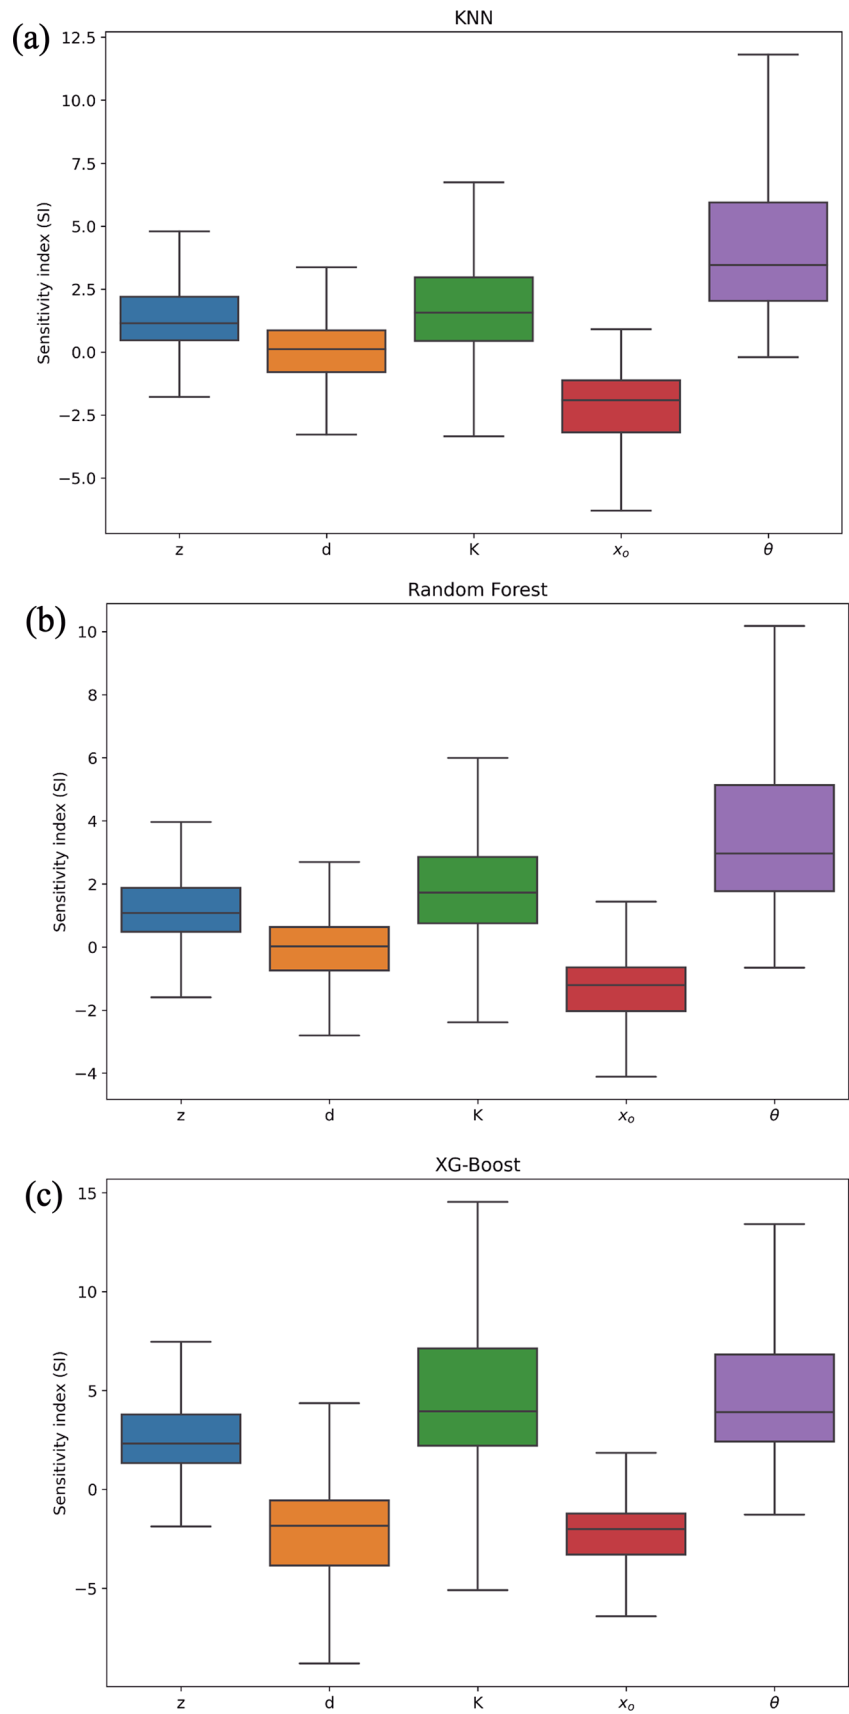 (a)
KNN
Sensitivity index (SI)
12.5
10.0
7.5
5.0
2.5
0.0
−2.5
−5.0
z d K xₒ θ
(b)
Random Forest
Sensitivity index (SI)
10
8
6
4
2
0
−2
−4
z d K xₒ θ
(c)
XG-Boost
Sensitivity index (SI)
15
10
5
0
−5
z d K xₒ θ